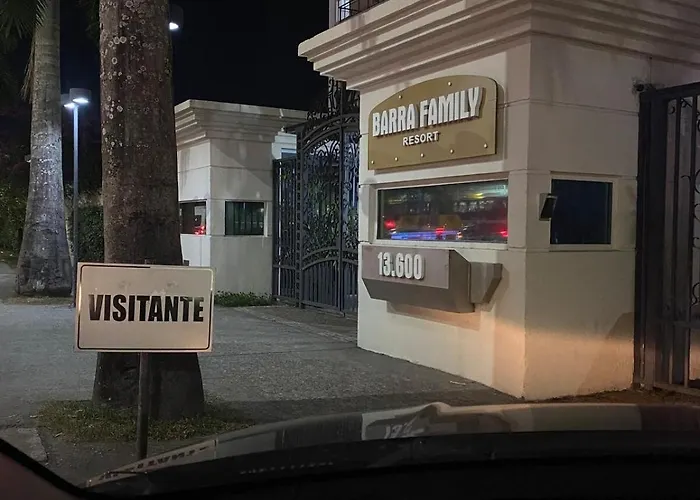 BARRA FAMILY
RESORT
13.600
VISITANTE